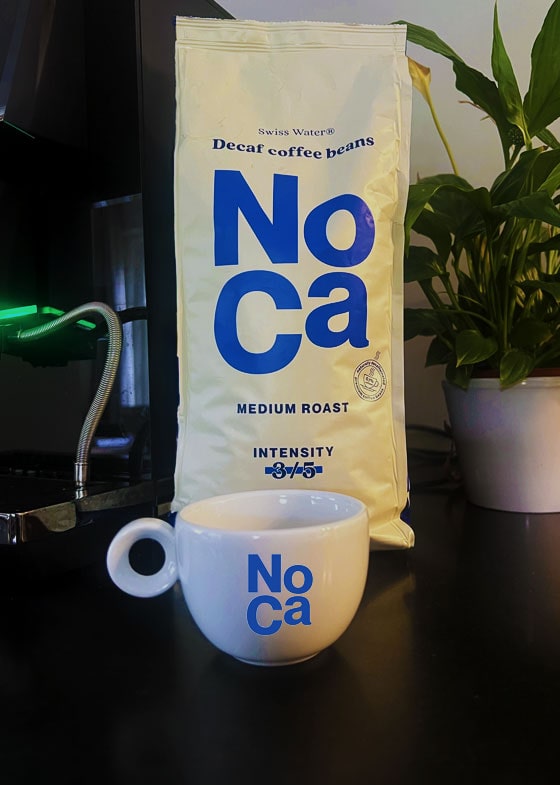 Swiss Water®
Decaf coffee beans
No
Ca
MEDIUM ROAST
INTENSITY
3/5
No
Ca